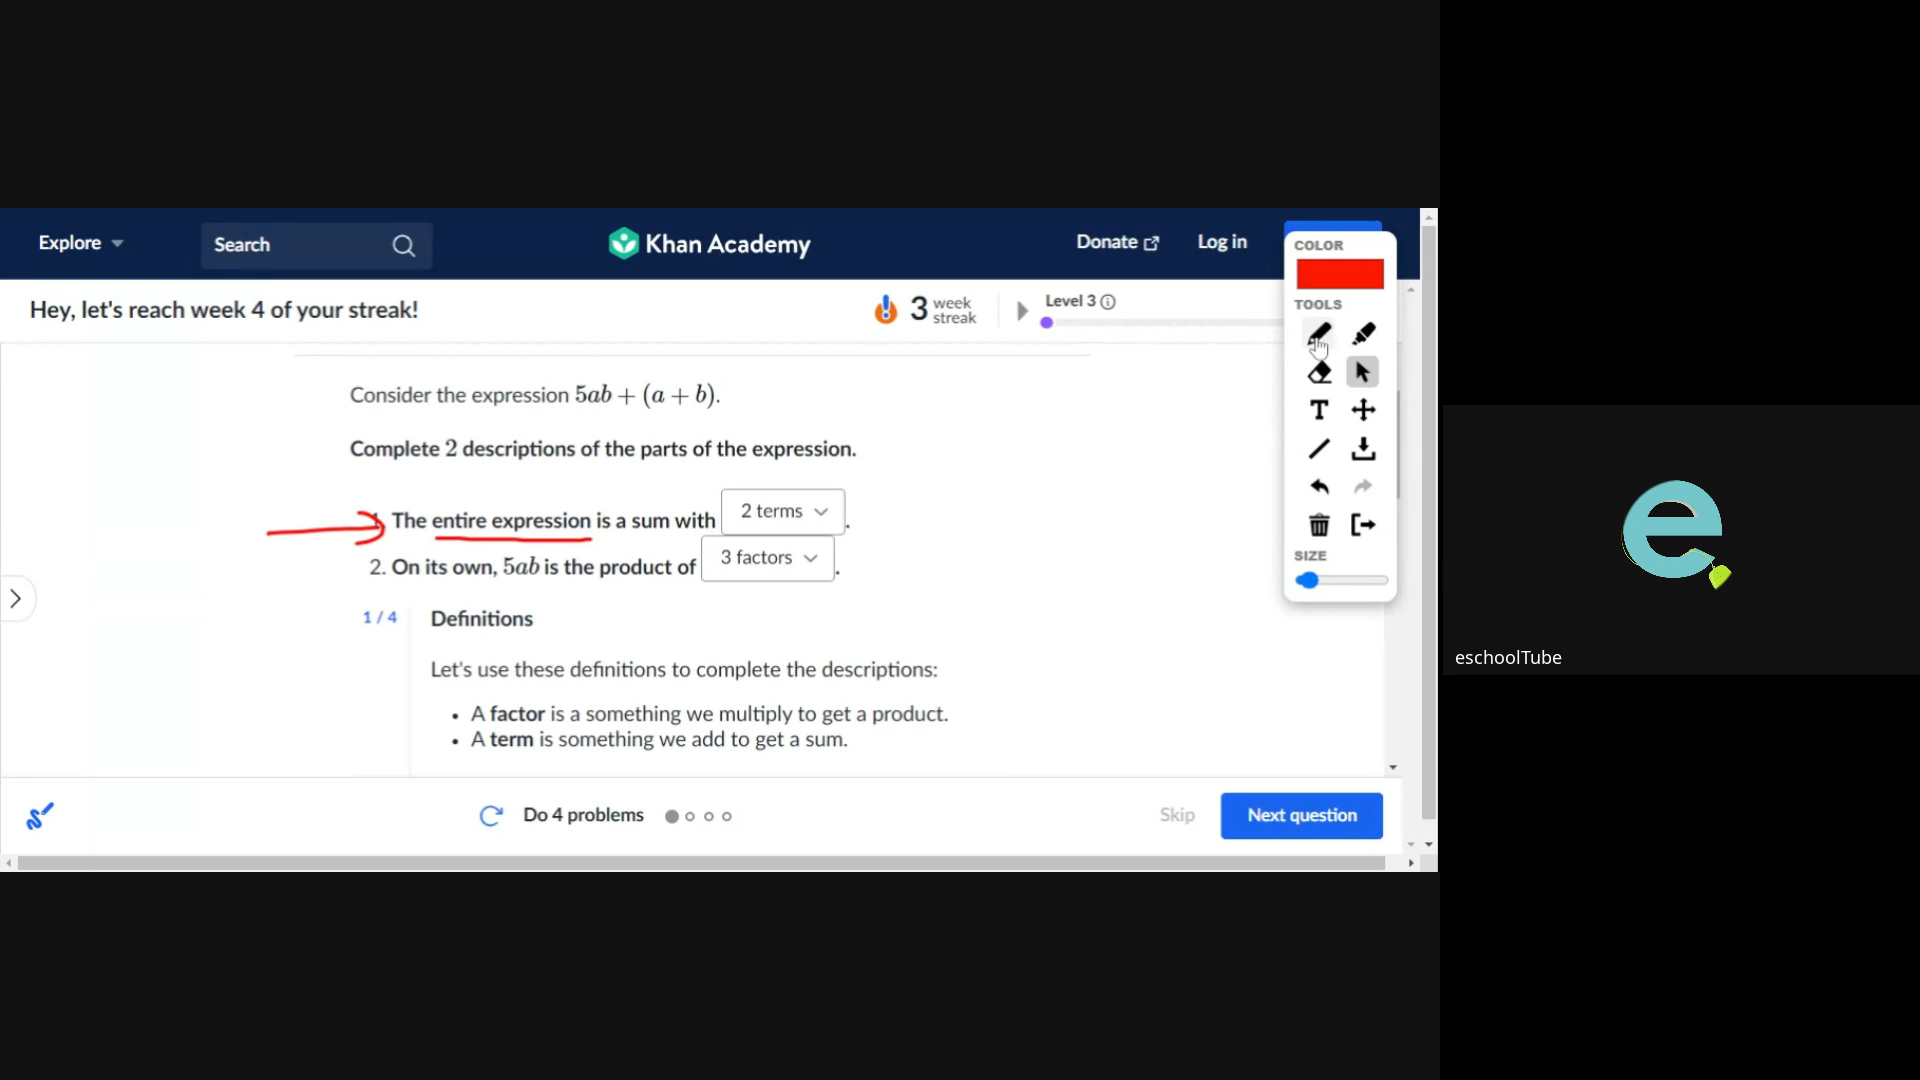 Explore
Search
Khan Academy
Donate
Log in
COLOR
TOOLS
Hey, let's reach week 4 of your streak!
3 week streak
Level 3
Consider the expression 5ab + (a + b).
Complete 2 descriptions of the parts of the expression.
The entire expression is a sum with 2 terms.
2. On its own, 5ab is the product of 3 factors.
SIZE
1 / 4
Definitions
Let's use these definitions to complete the descriptions:
• A factor is a something we multiply to get a product.
• A term is something we add to get a sum.
Do 4 problems
Skip
Next question
T
e
eschoolTube